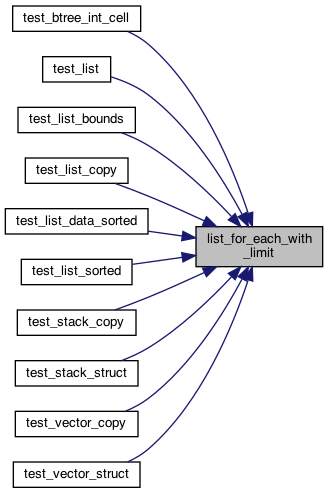 test_btree_int_cell
test_list
test_list_bounds
test_list_copy
test_list_data_sorted
list_for_each_with
_limit
test_list_sorted
test_stack_copy
test_stack_struct
test_vector_copy
test_vector_struct